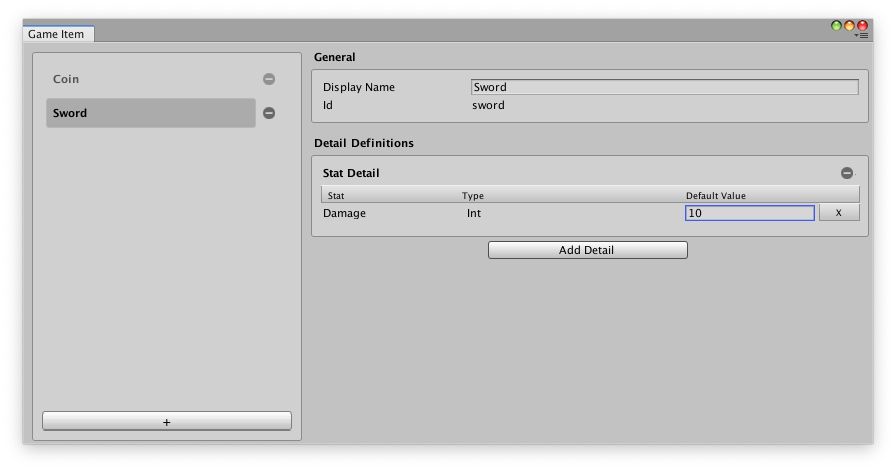 Game Item
Coin
Sword
+
General
Display Name Sword
Id sword
Detail Definitions
Stat Detail
Stat Type Default Value
Damage Int 10 X
Add Detail